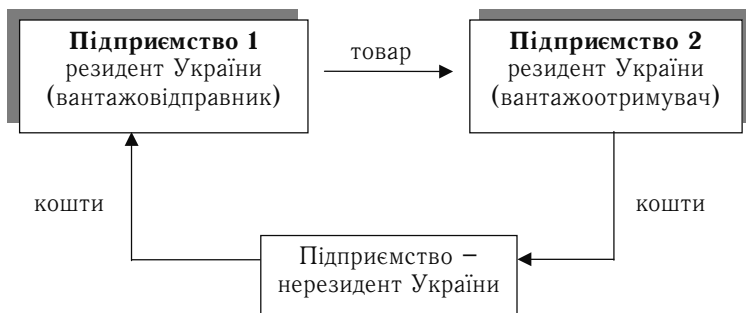 Підприємство 1
резидент України
(вантажовідправник)
товар
Підприємство 2
резидент України
(вантажоотримувач)
кошти
кошти
Підприємство –
нерезидент України